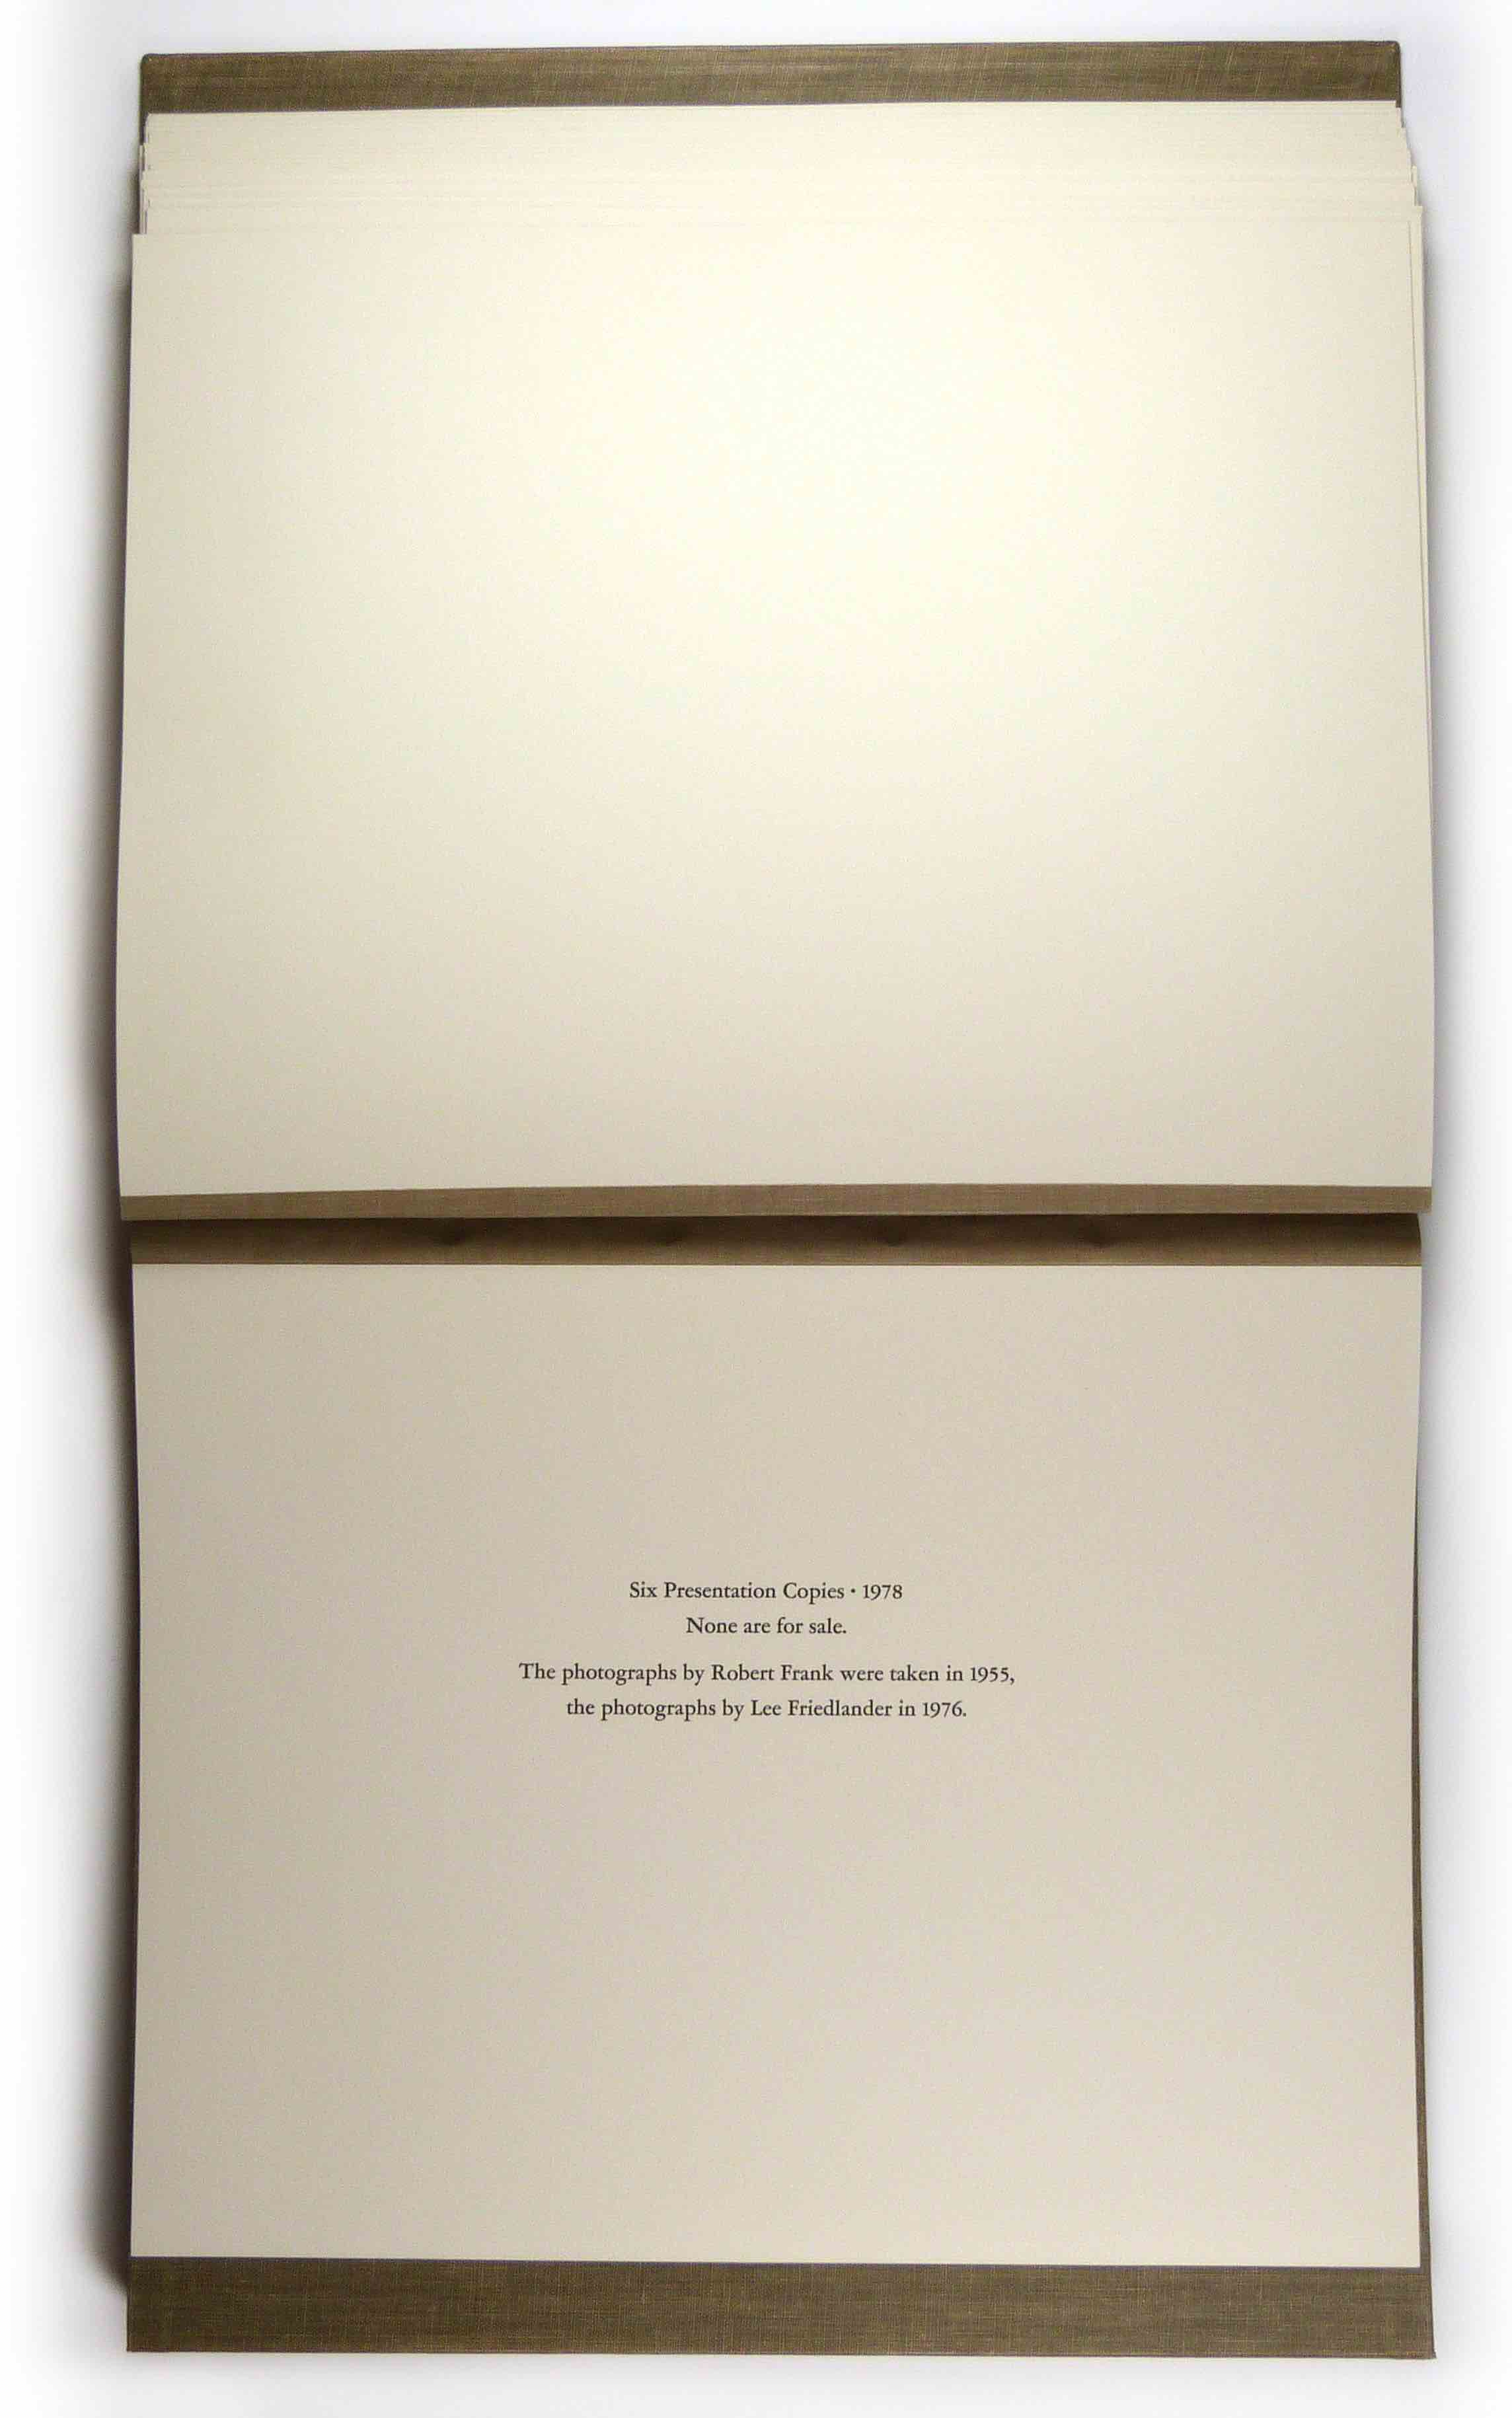 Six Presentation Copies • 1978
None are for sale.
The photographs by Robert Frank were taken in 1955,
the photographs by Lee Friedlander in 1976.